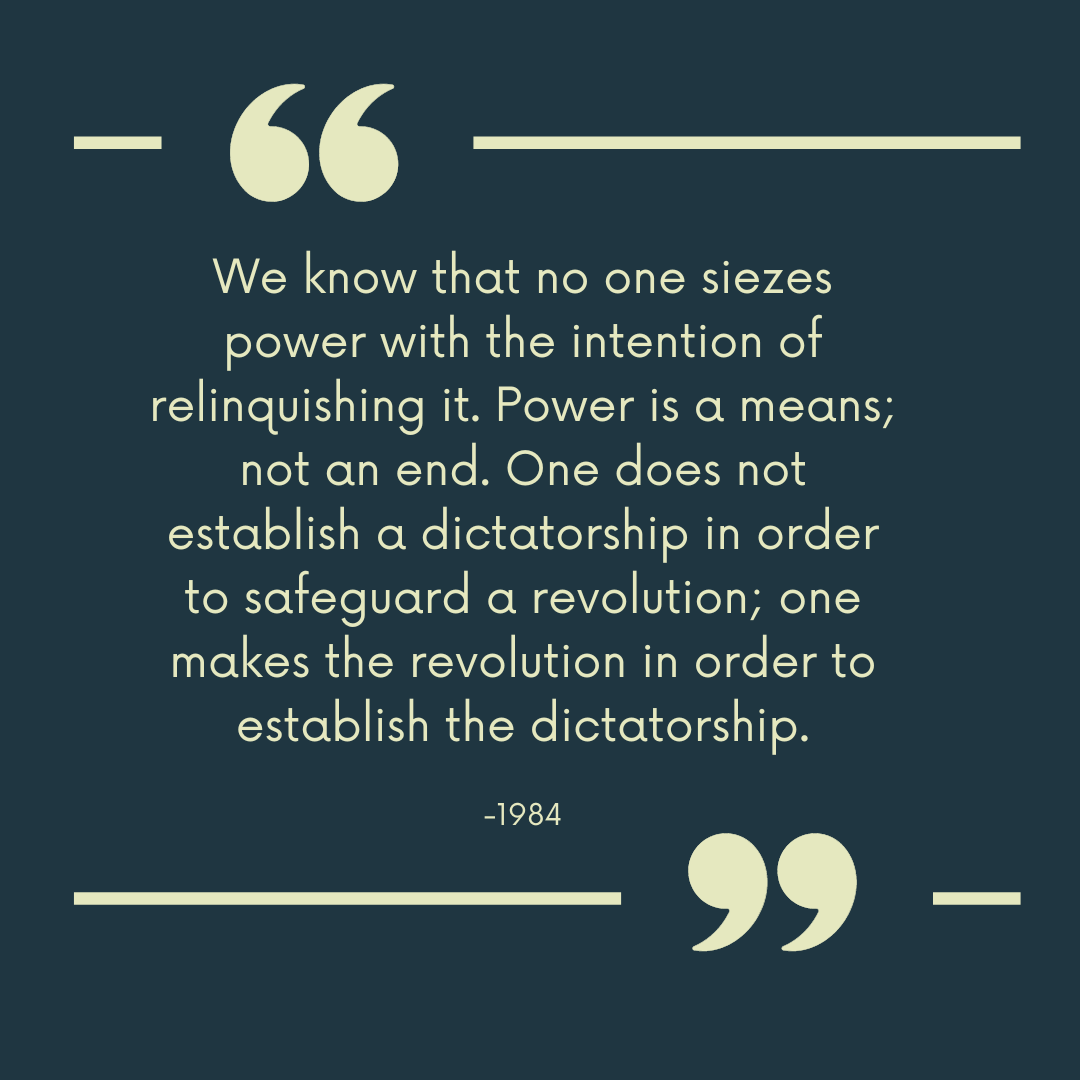 We know that no one siezes
power with the intention of
relinquishing it. Power is a means;
not an end. One does not
establish a dictatorship in order
to safeguard a revolution; one
makes the revolution in order to
establish the dictatorship.
-1984